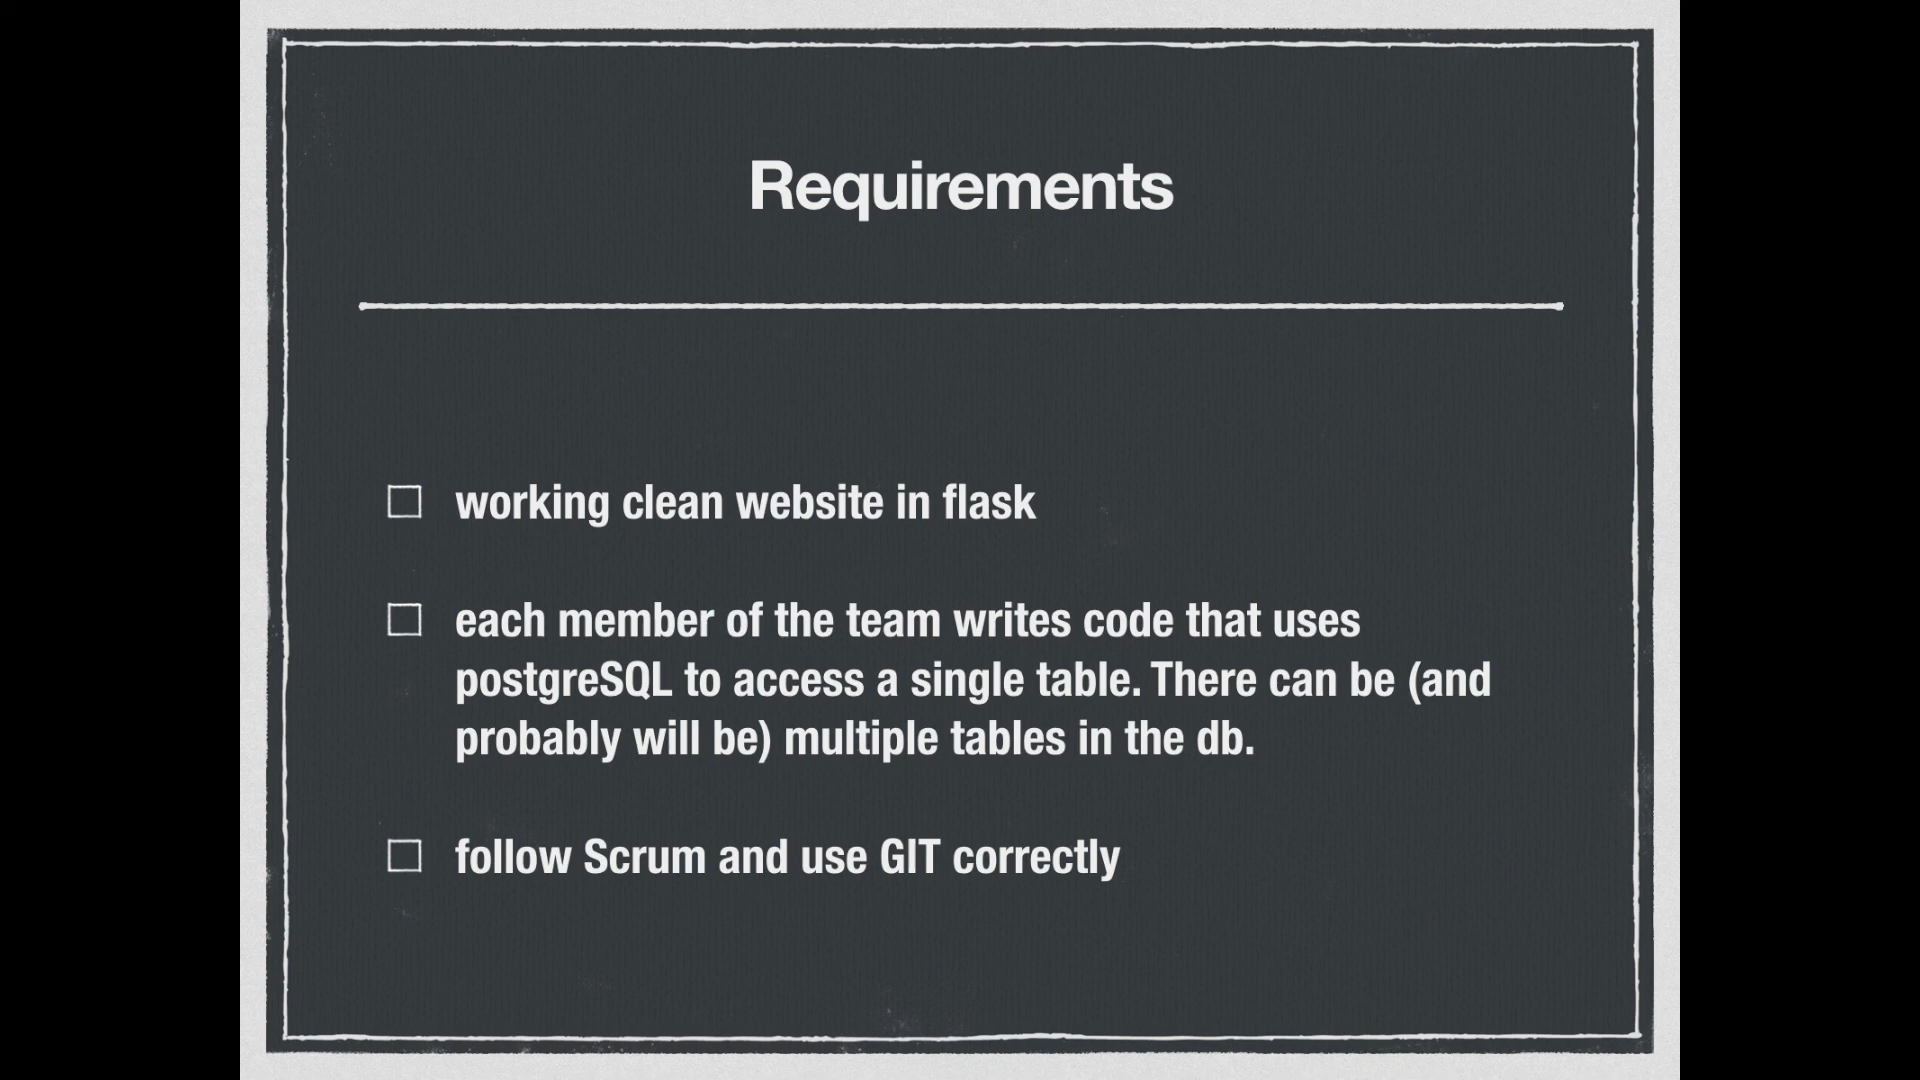 Requirements
working clean website in flask
each member of the team writes code that uses
postgreSQL to access a single table. There can be (and
probably will be) multiple tables in the db.
follow Scrum and use GIT correctly